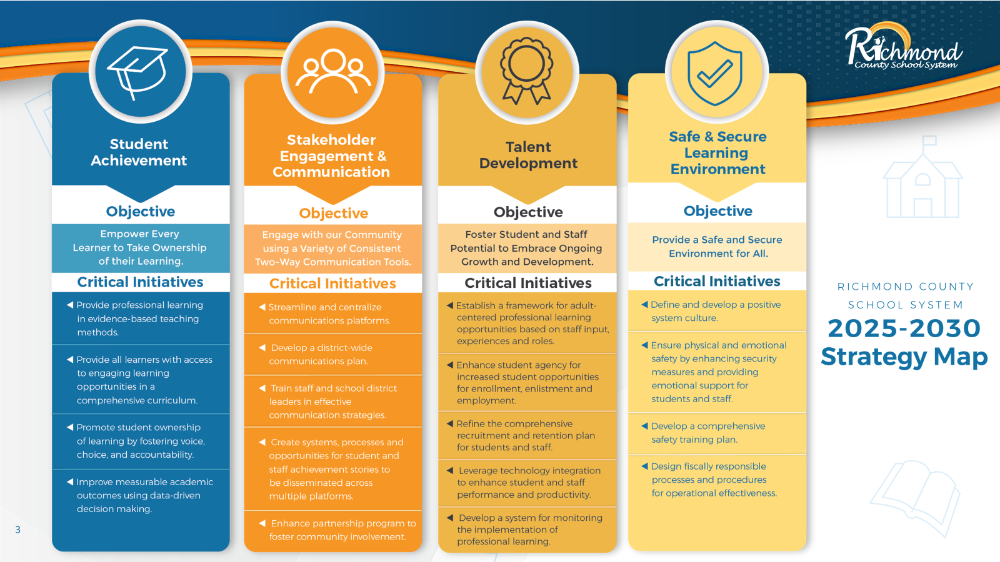 Richmond
County School System
Student
Achievement
Objective
Empower Every
Learner to Take Ownership
of their Learning.
Critical Initiatives
◀ Provide professional learning
in evidence-based teaching
methods.
◀ Provide all learners with access
to engaging learning
opportunities in a
comprehensive curriculum.
◀ Promote student ownership
of learning by fostering voice,
choice, and accountability.
◀ Improve measurable academic
outcomes using data-driven
decision making.
Stakeholder
Engagement &
Communication
Objective
Engage with our Community
using a Variety of Consistent
Two-Way Communication Tools.
Critical Initiatives
◀ Streamline and centralize
communications platforms.
◀ Develop a district-wide
communications plan.
◀ Train staff and school district
leaders in effective
communication strategies.
◀ Create systems, processes and
opportunities for student and
staff achievement stories to
be disseminated across
multiple platforms.
◀ Enhance partnership program to
foster community involvement.
Talent
Development
Objective
Foster Student and Staff
Potential to Embrace Ongoing
Growth and Development.
Critical Initiatives
◀ Establish a framework for adult-
centered professional learning
opportunities based on staff input,
experiences and roles.
◀ Enhance student agency for
increased student opportunities
for enrollment, enlistment and
employment.
◀ Refine the comprehensive
recruitment and retention plan
for students and staff.
◀ Leverage technology integration
to enhance student and staff
performance and productivity.
◀ Develop a system for monitoring
the implementation of
professional learning.
Safe & Secure
Learning
Environment
Objective
Provide a Safe and Secure
Environment for All.
Critical Initiatives
◀ Define and develop a positive
system culture.
◀ Ensure physical and emotional
safety by enhancing security
measures and providing
emotional support for
students and staff.
◀ Develop a comprehensive
safety training plan.
◀ Design fiscally responsible
processes and procedures
for operational effectiveness.
RICHMOND COUNTY
SCHOOL SYSTEM
2025-2030
Strategy Map
3